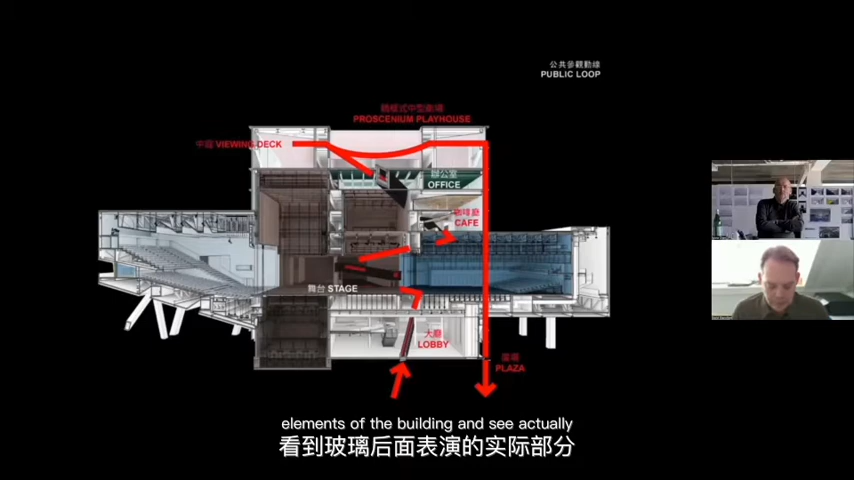 公共參觀動線
PUBLIC LOOP
鏡框式中型劇場
PROSCENIUM PLAYHOUSE
VIEWING DECK
辦公室
OFFICE
咖啡廳
CAFE
舞台 STAGE
大廳
LOBBY
廣場
PLAZA
elements of the building and see actually
看到玻璃后面表演的实际部分